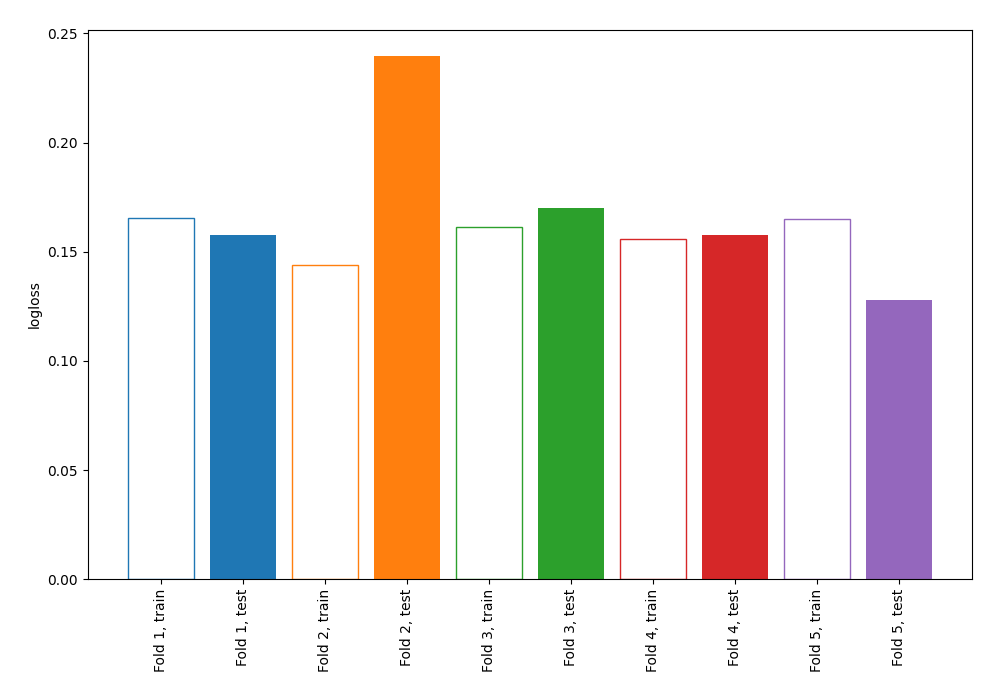 0.25
0.20
0.15
0.10
0.05
0.00
logloss
Fold 1, train
Fold 1, test
Fold 2, train
Fold 2, test
Fold 3, train
Fold 3, test
Fold 4, train
Fold 4, test
Fold 5, train
Fold 5, test